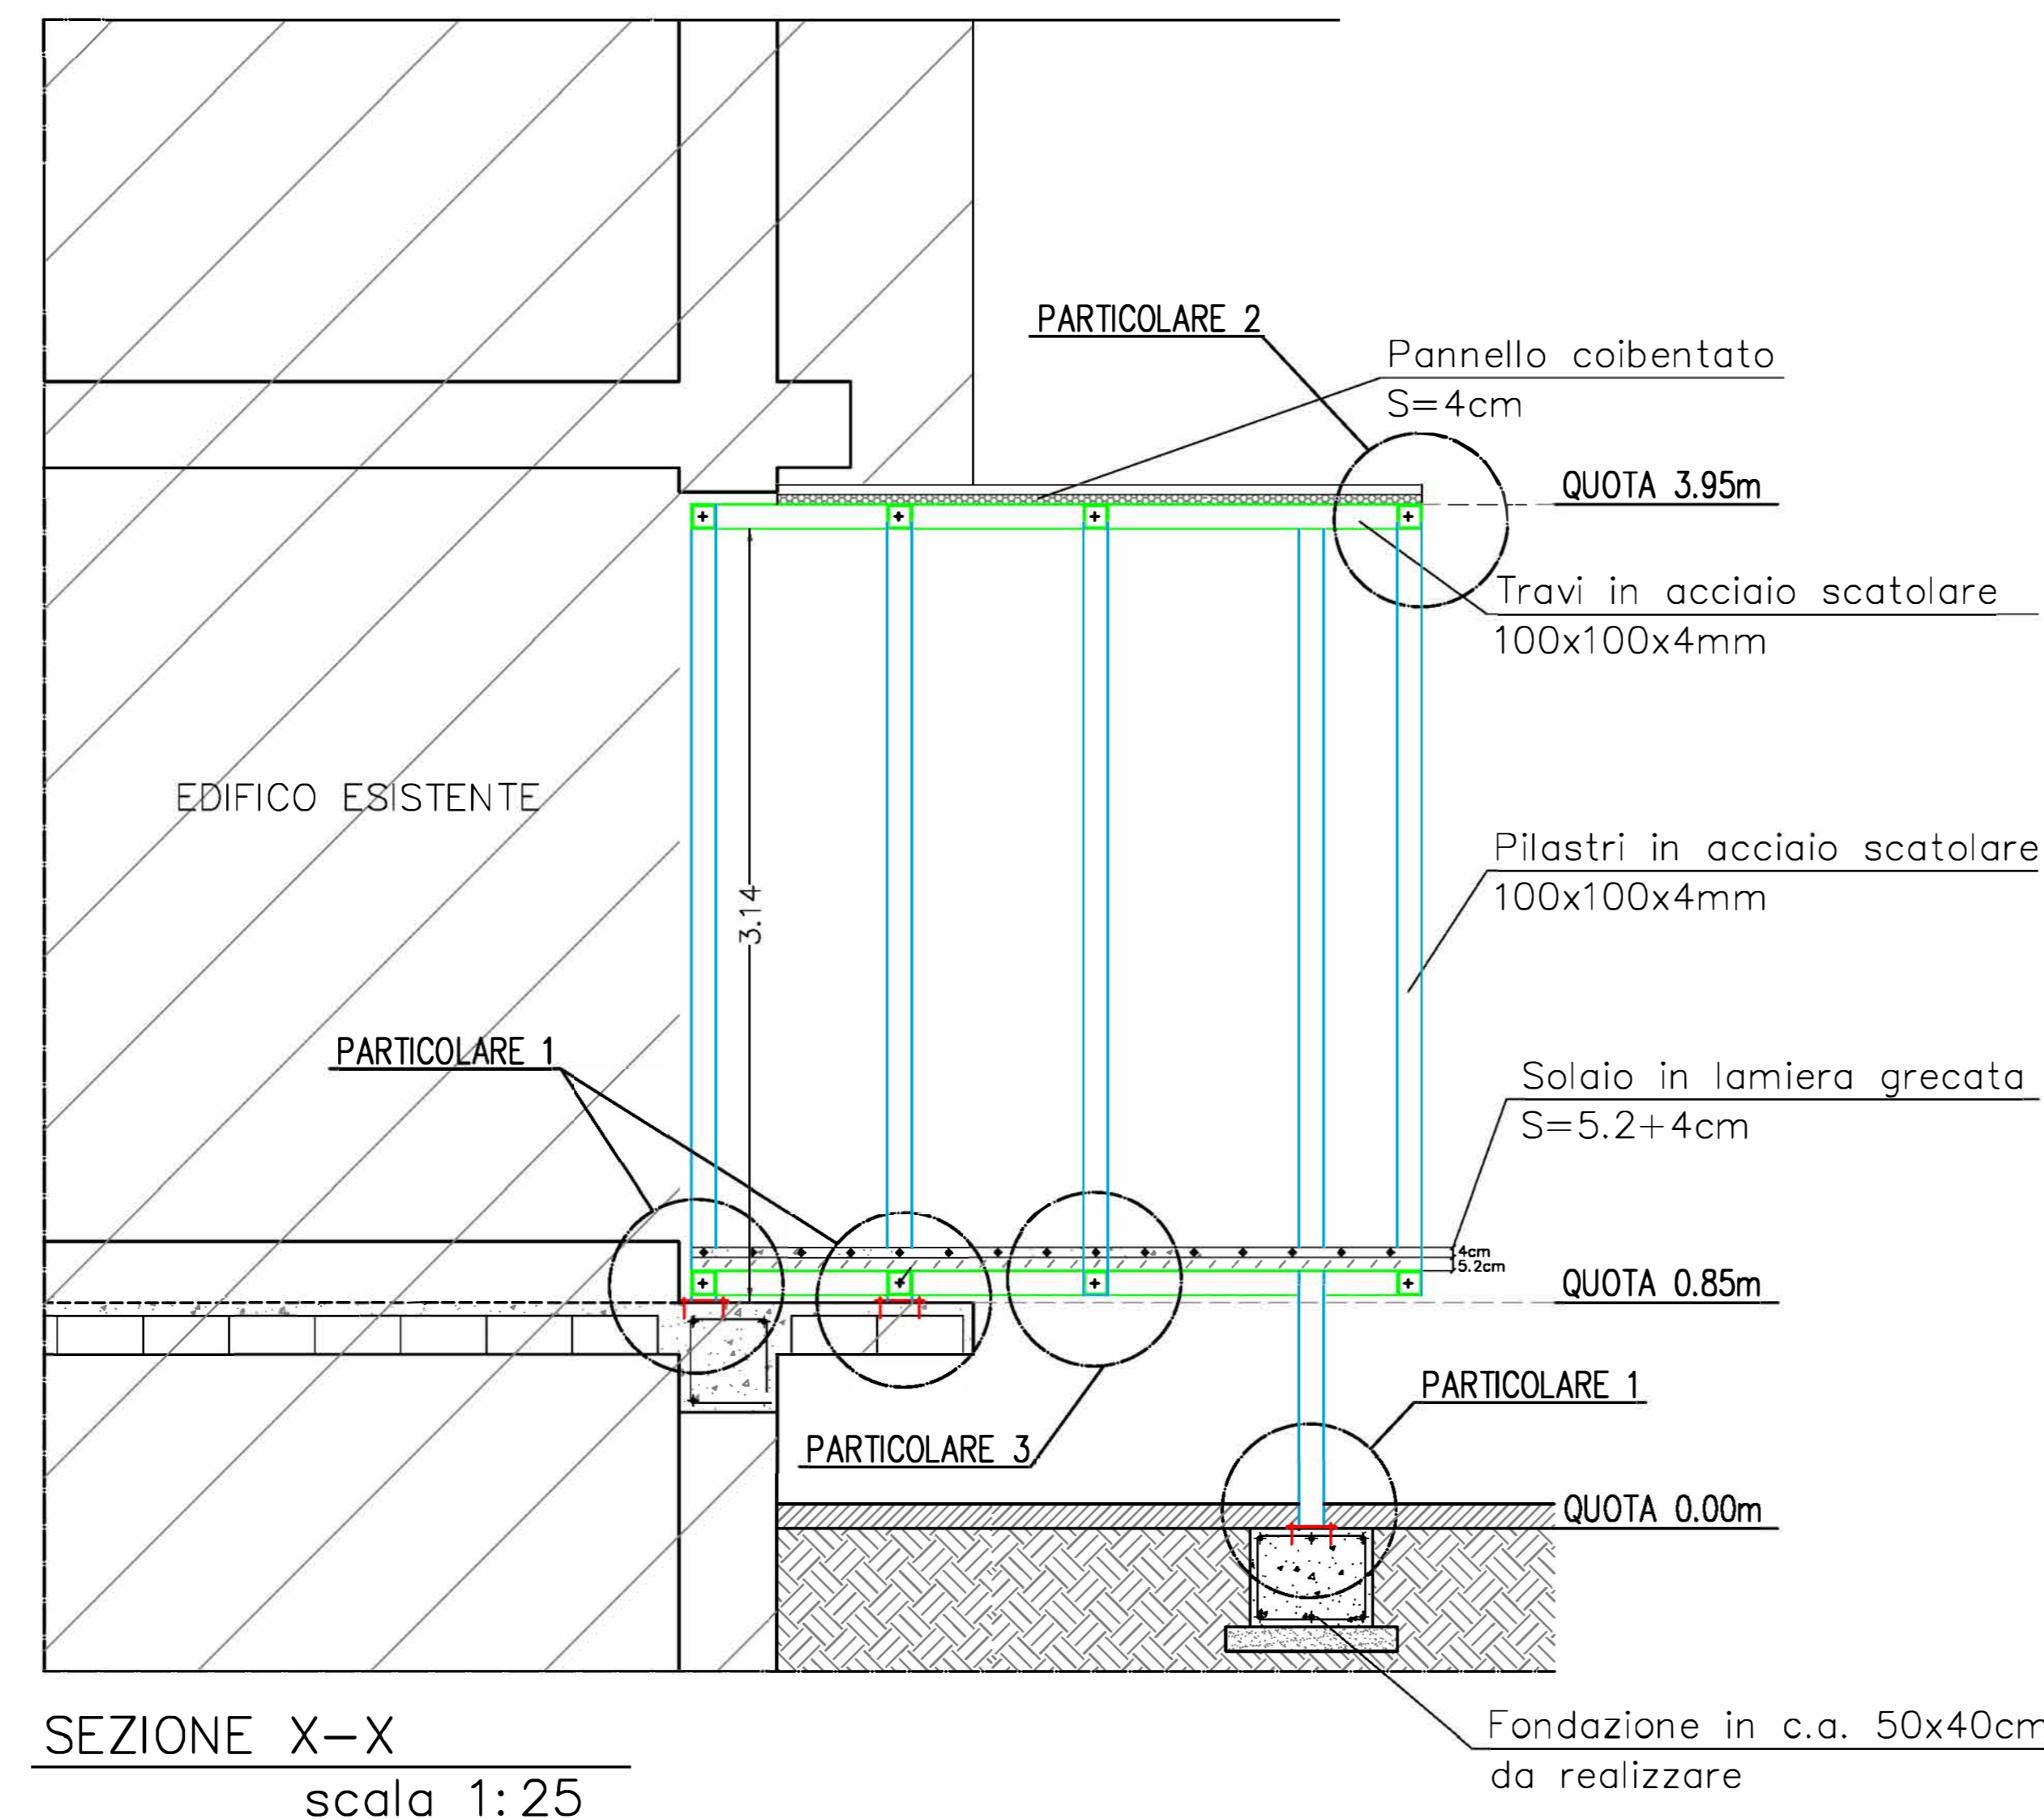 PARTICOLARE 2
Pannello coibentato
S=4cm
QUOTA 3.95m
Travi in acciaio scatolare
100x100x4mm
EDIFICO ESISTENTE
3.14
Pilastri in acciaio scatolare
100x100x4mm
PARTICOLARE 1
Solaio in lamiera grecata
S=5.2+4cm
4cm
5.2cm
QUOTA 0.85m
PARTICOLARE 1
PARTICOLARE 3
QUOTA 0.00m
SEZIONE X-X
scala 1:25
Fondazione in c.a. 50x40cm
da realizzare